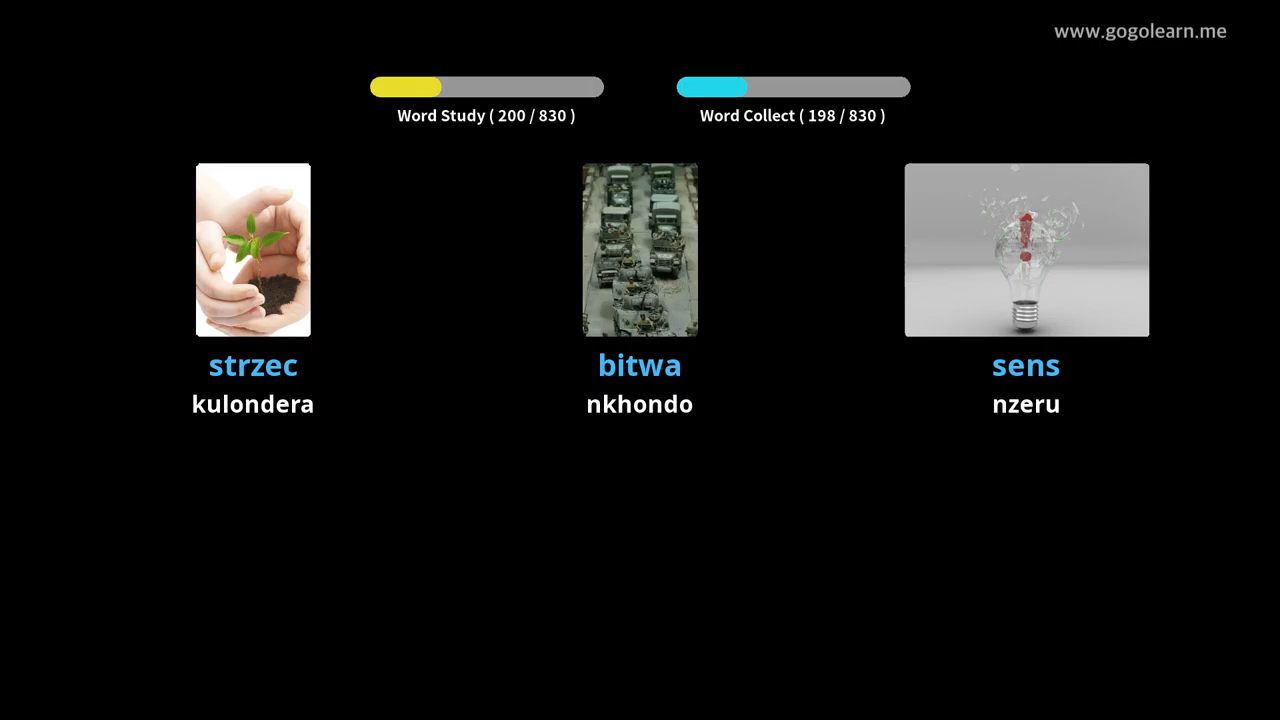 www.gogolearn.me
Word Study ( 200 / 830 )
Word Collect ( 198 / 830 )
strzec
kulondera
bitwa
nkhondo
sens
nzeru